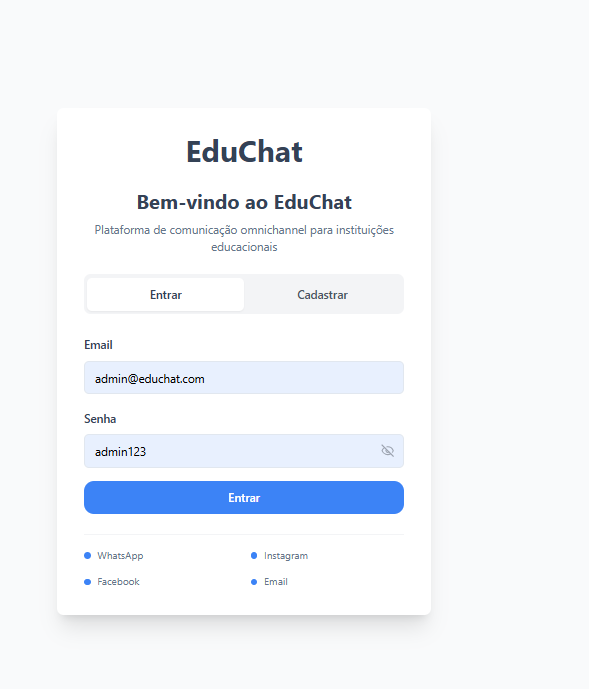 EduChat
Bem-vindo ao EduChat
Plataforma de comunicação omnichannel para instituições
educacionais
Entrar
Cadastrar
Email
admin@educhat.com
Senha
admin123
Entrar
WhatsApp
Instagram
Facebook
Email